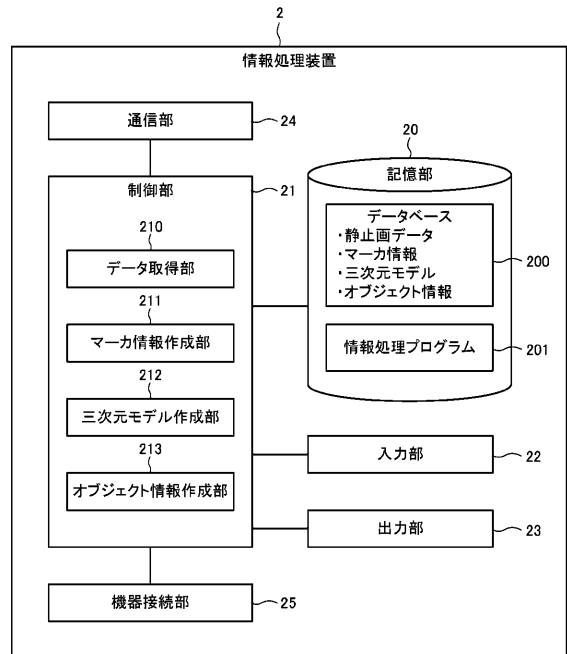 2
情報処理装置
通信部
24
制御部
21
210
データ取得部
211
マーカ情報作成部
212
三次元モデル作成部
213
オブジェクト情報作成部
20
記憶部
データベース
・静止画データ
・マーカ情報
・三次元モデル
・オブジェクト情報
200
情報処理プログラム
201
入力部
22
出力部
23
機器接続部
25